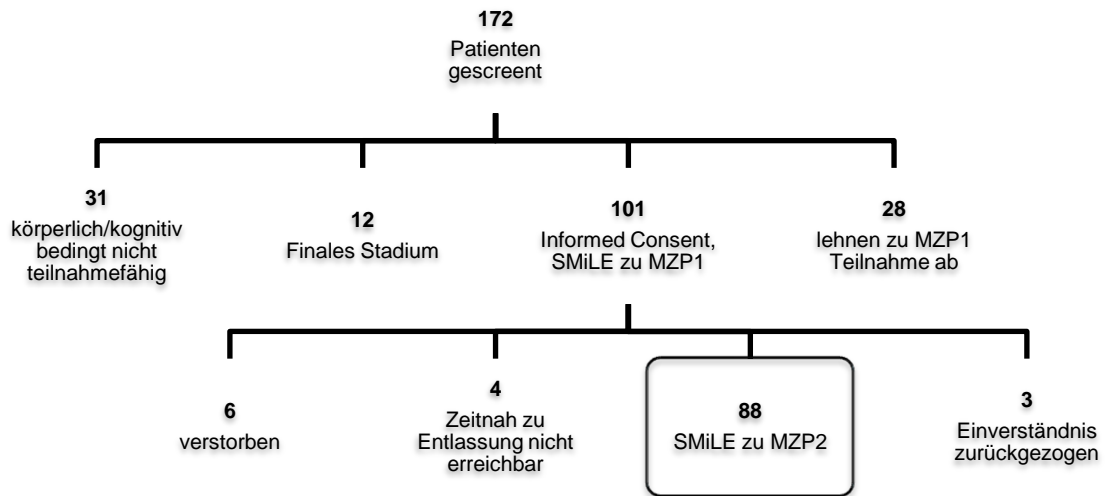 172
Patienten
gescreent
31
körperlich/kognitiv
bedingt nicht
teilnahmefähig
12
Finales Stadium
101
Informed Consent,
SMiLE zu MZP1
28
lehnen zu MZP1
Teilnahme ab
6
verstorben
4
Zeitnah zu
Entlassung nicht
erreichbar
88
SMiLE zu MZP2
3
Einverständnis
zurückgezogen